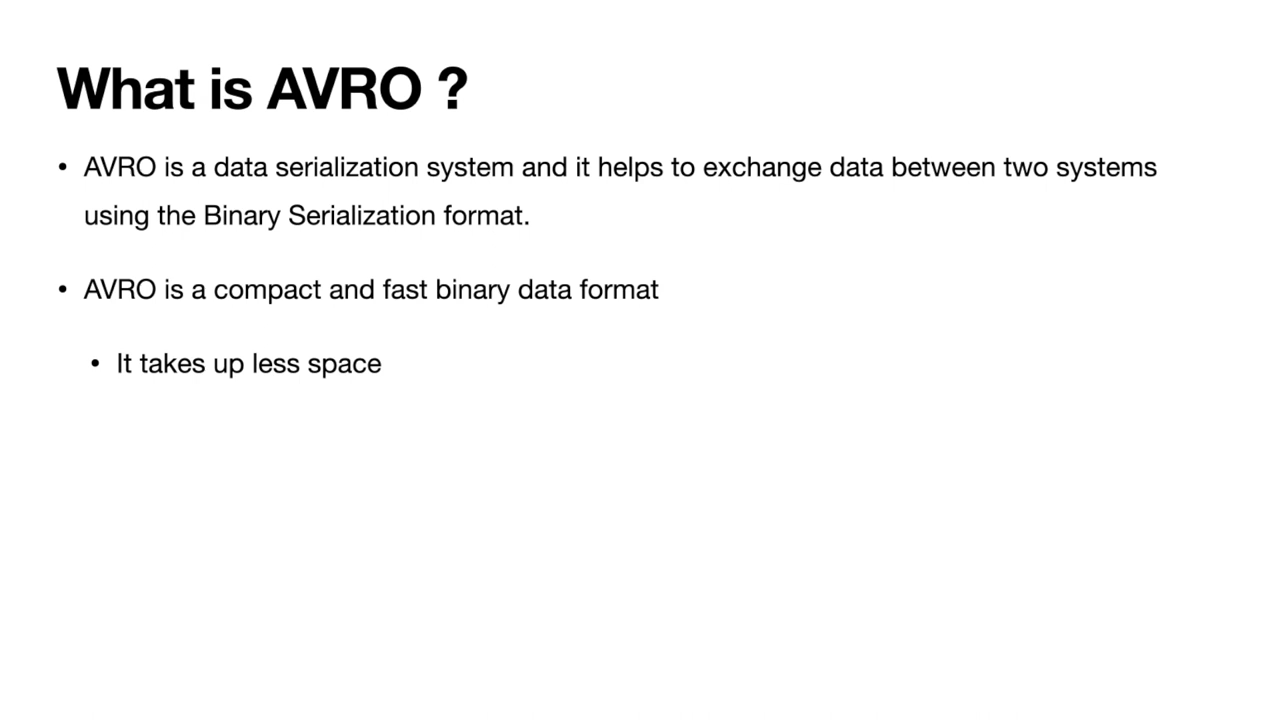 What is AVRO ?
• AVRO is a data serialization system and it helps to exchange data between two systems
using the Binary Serialization format.
• AVRO is a compact and fast binary data format
• It takes up less space